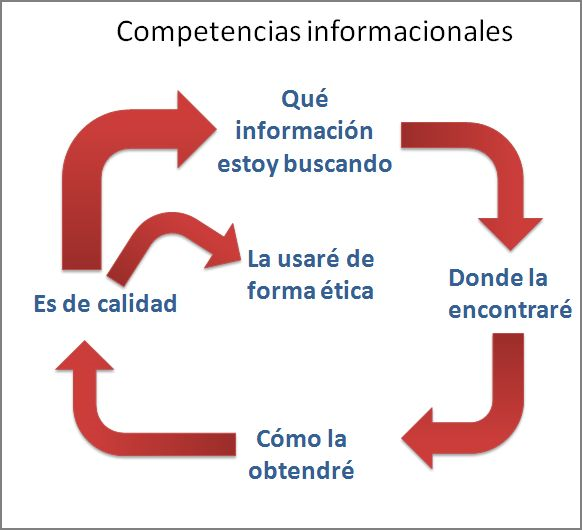 Competencias informacionales
Qué
información
estoy buscando
La usaré de
forma ética
Donde la
encontraré
Es de calidad
Cómo la
obtendré